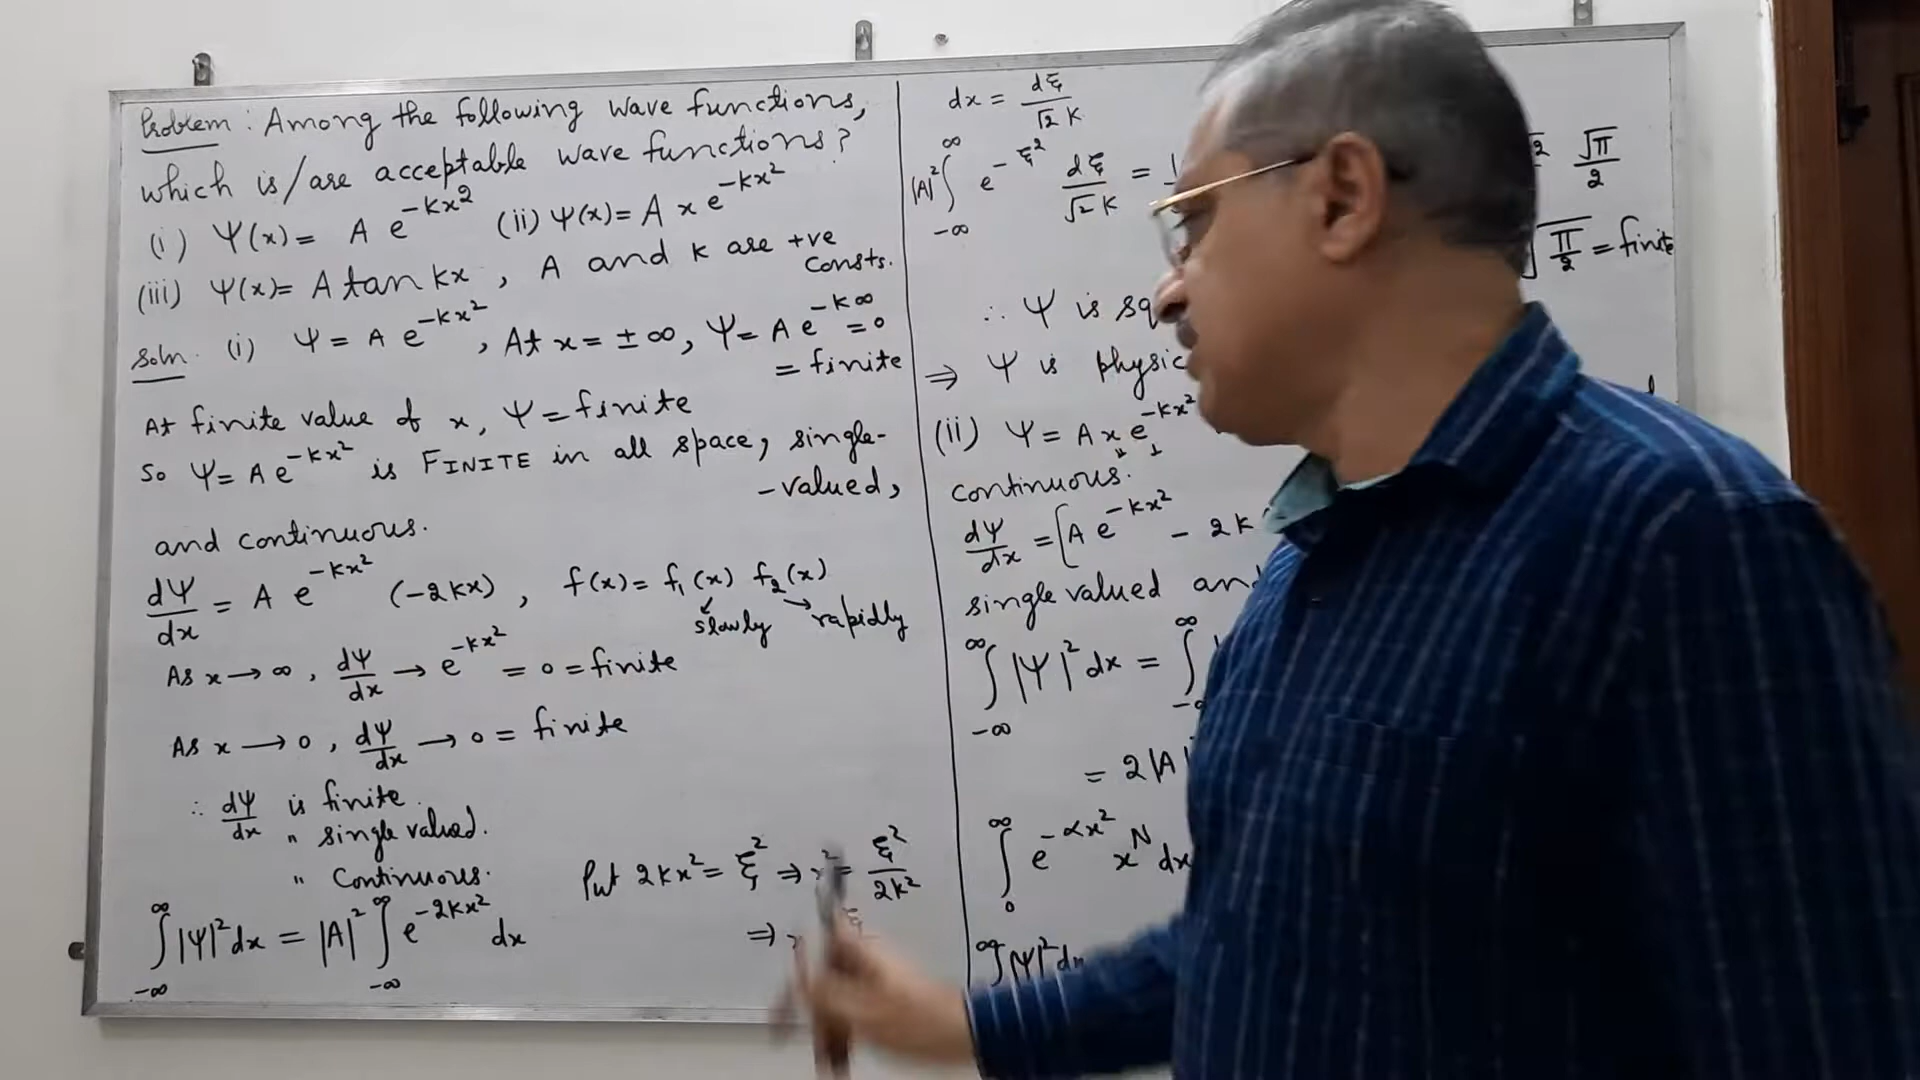 Problem : Among the following wave functions,
which is/are acceptable wave functions?
(i) Ψ(x) = A e^{-kx²} (ii) Ψ(x) = A x e^{-kx²}
(iii) Ψ(x) = A tan kx , A and k are +ve consts.
Soln. (i) Ψ = A e^{-kx²} , At x = ± ∞, Ψ = A e^{-k∞} = 0
= finite
At finite value of x, Ψ = finite
So Ψ = A e^{-kx²} is FINITE in all space, single-
-valued,
and continuous.
dΨ/dx = A e^{-kx²} (-2kx) , f(x) = f₁(x) f₂(x)
slowly rapidly
As x → ∞ , dΨ/dx → e^{-kx²} = 0 = finite
As x → 0 , dΨ/dx → 0 = finite
∴ dΨ/dx is finite.
" single valued.
" Continuous.
Put 2kx² = ξ² ⇒ x² = ξ²/2k²
⇒
∫_{-∞}^{∞} |Ψ|² dx = |A|² ∫_{-∞}^{∞} e^{-2kx²} dx
dx = dξ/√2 k
|A|² ∫_{-∞}^{∞} e^{-ξ²} dξ/√2 k = √π/2
√π/2 = finite
∴ Ψ is
⇒ Ψ is
(ii) Ψ = A x e^{-kx²}
continuous.
dΨ/dx = [A e^{-kx²} - 2k
single valued
∫_{-∞}^{∞} |Ψ|² dx = ∫
= 2|A|
∫_0^∞ e^{-αx²} x^N dx
∫ |Ψ|²